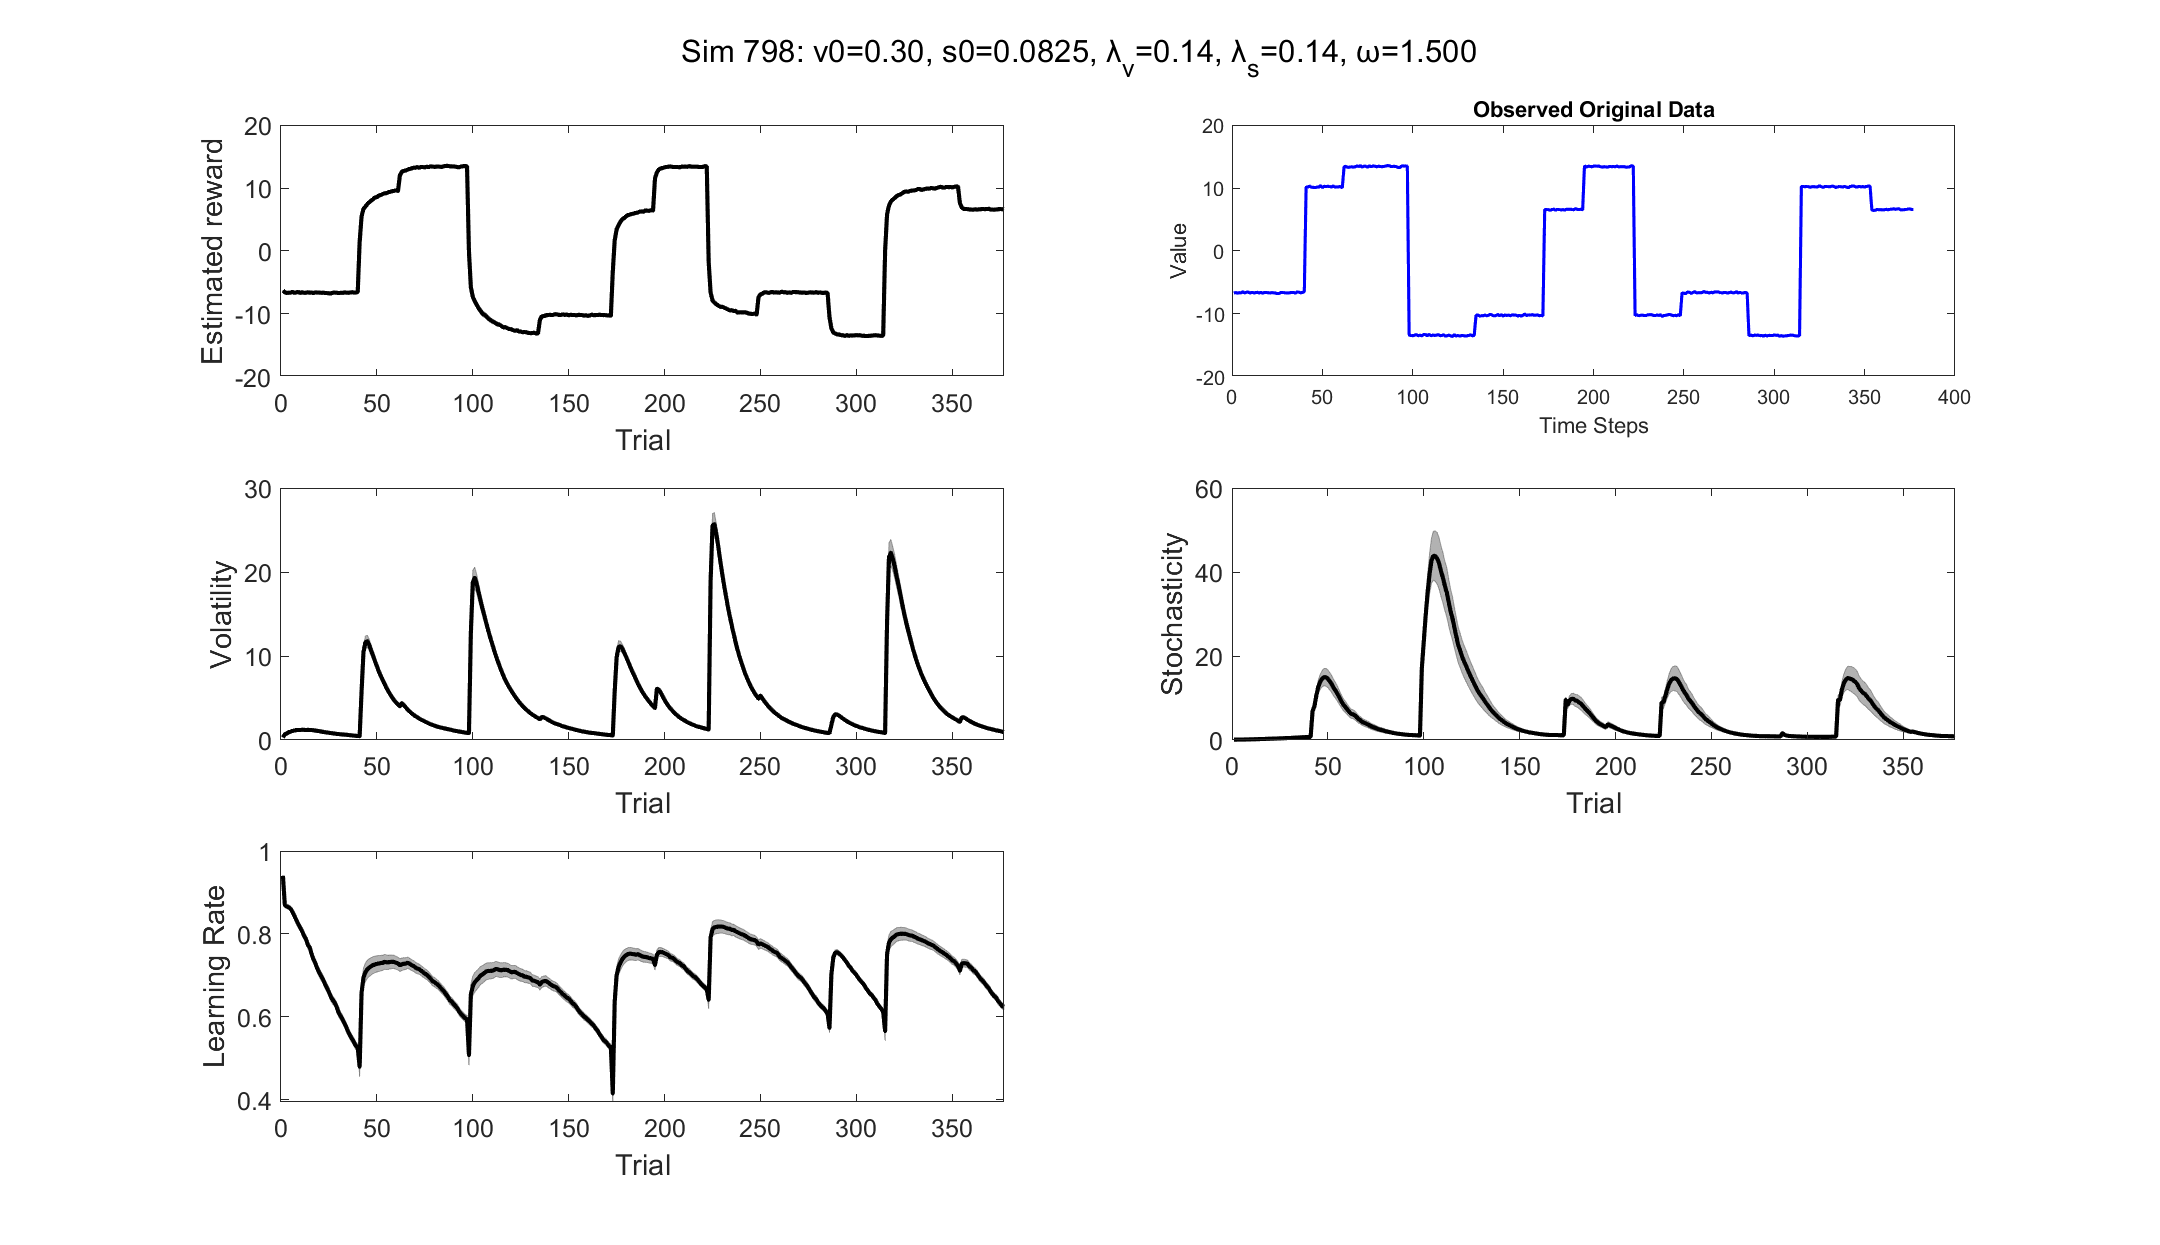 Sim 798: v0=0.30, s0=0.0825, λv=0.14, λs=0.14, ω=1.500
Estimated reward
20
10
0
-10
-20
0 50 100 150 200 250 300 350
Trial
Observed Original Data
Value
20
10
0
-10
-20
0 50 100 150 200 250 300 350 400
Time Steps
Volatility
30
20
10
0
0 50 100 150 200 250 300 350
Trial
Stochasticity
60
40
20
0
0 50 100 150 200 250 300 350
Trial
Learning Rate
1
0.8
0.6
0.4
0 50 100 150 200 250 300 350
Trial